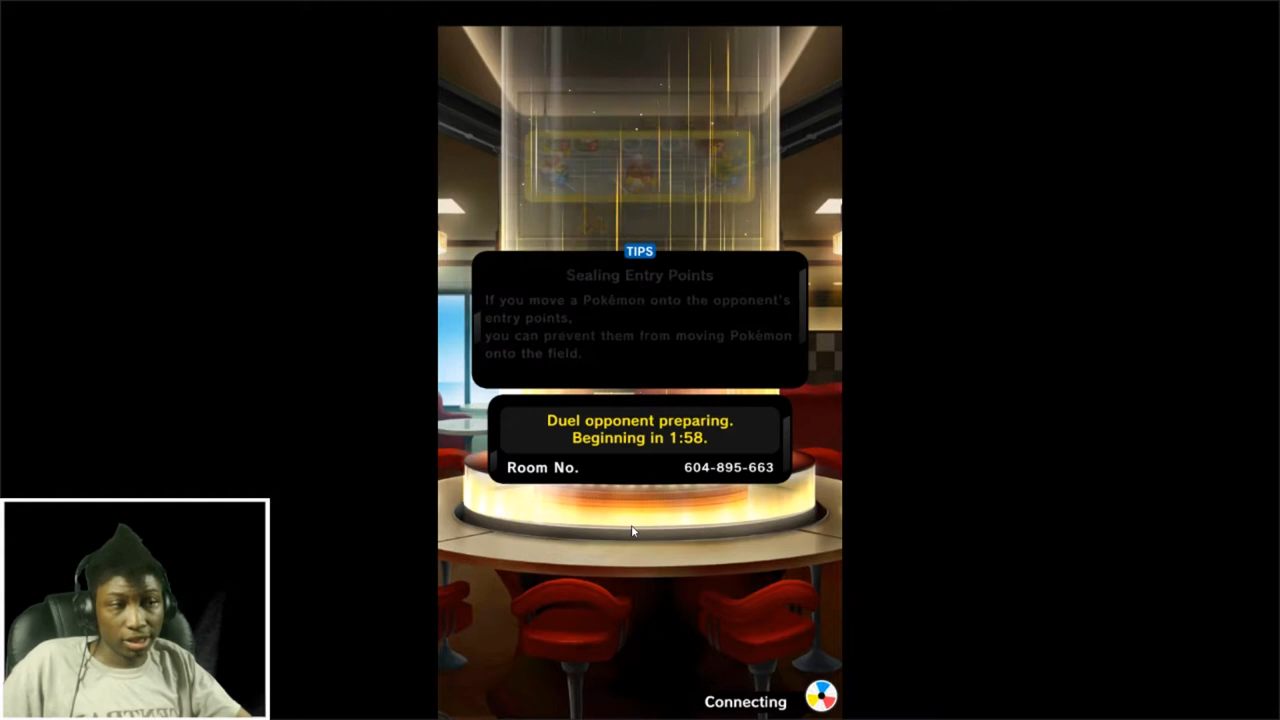 TIPS
Sealing Entry Points
If you move a Pokémon onto the opponent's
entry points,
you can prevent them from moving Pokémon
onto the field.
Duel opponent preparing.
Beginning in 1:58.
Room No. 604-895-663
Connecting